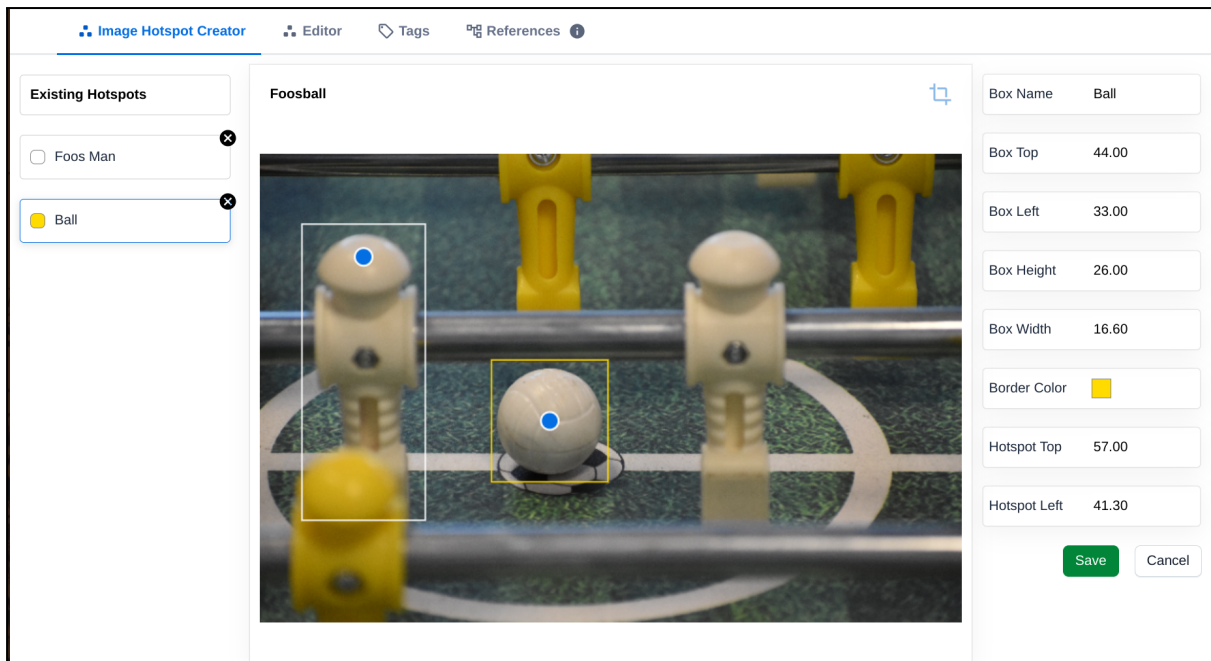 Image Hotspot Creator
Editor
Tags
References
Existing Hotspots
Foos Man
Ball
Foosball
Box Name Ball
Box Top 44.00
Box Left 33.00
Box Height 26.00
Box Width 16.60
Border Color
Hotspot Top 57.00
Hotspot Left 41.30
Save Cancel